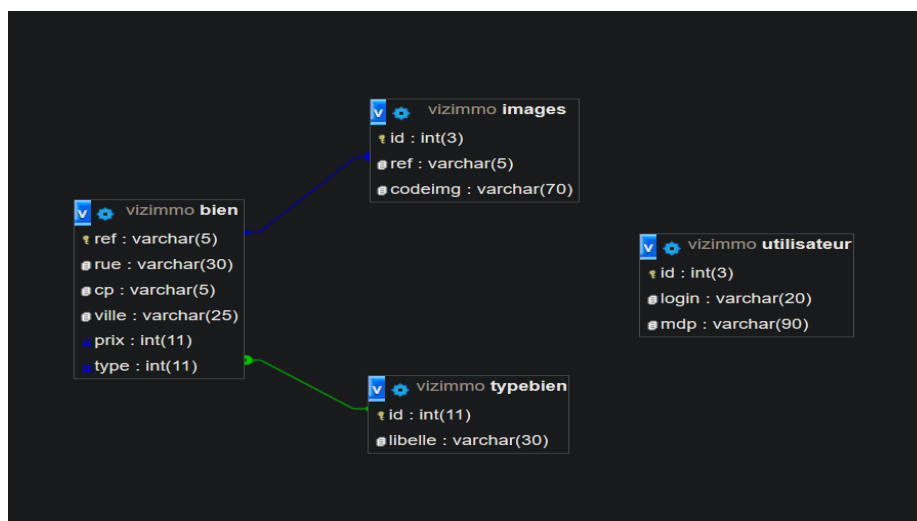 v vizimmo images
id : int(3)
ref : varchar(5)
codeimg : varchar(70)
v vizimmo bien
ref : varchar(5)
rue : varchar(30)
cp : varchar(5)
ville : varchar(25)
# prix : int(11)
# type : int(11)
v vizimmo utilisateur
id : int(3)
login : varchar(20)
mdp : varchar(90)
v vizimmo typebien
id : int(11)
libelle : varchar(30)